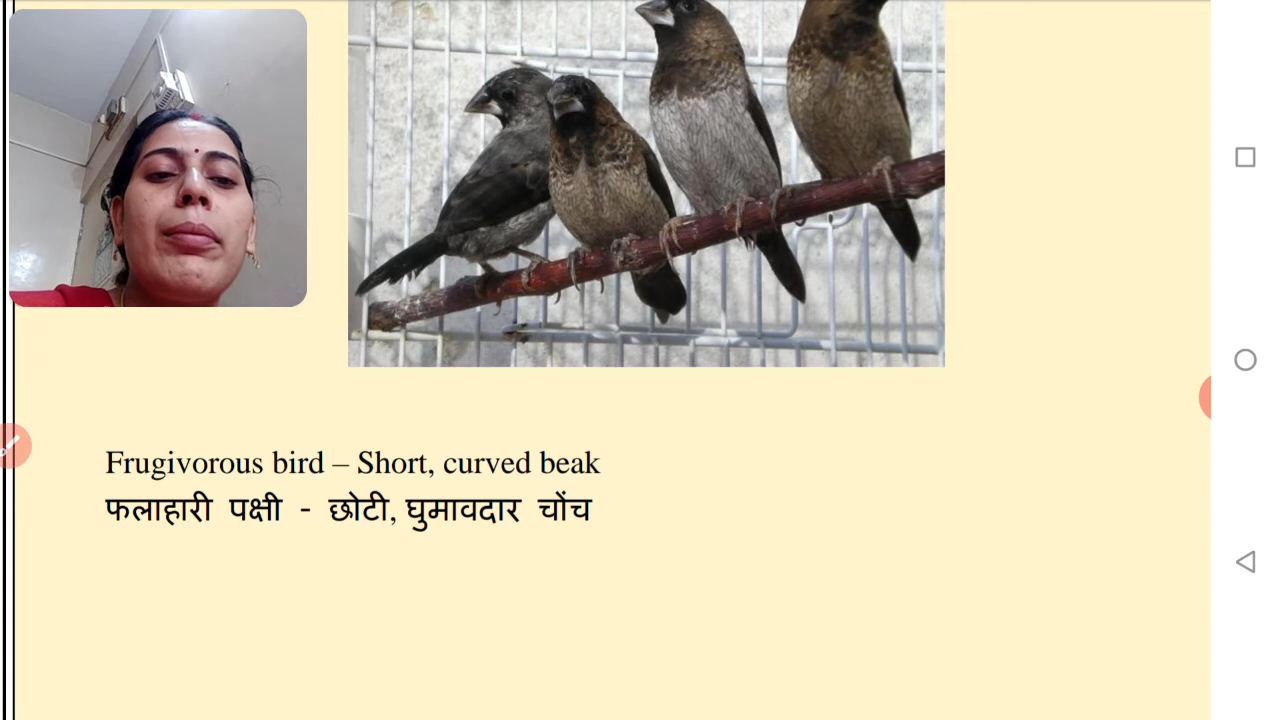 Frugivorous bird – Short, curved beak
फलाहारी पक्षी - छोटी, घुमावदार चोंच